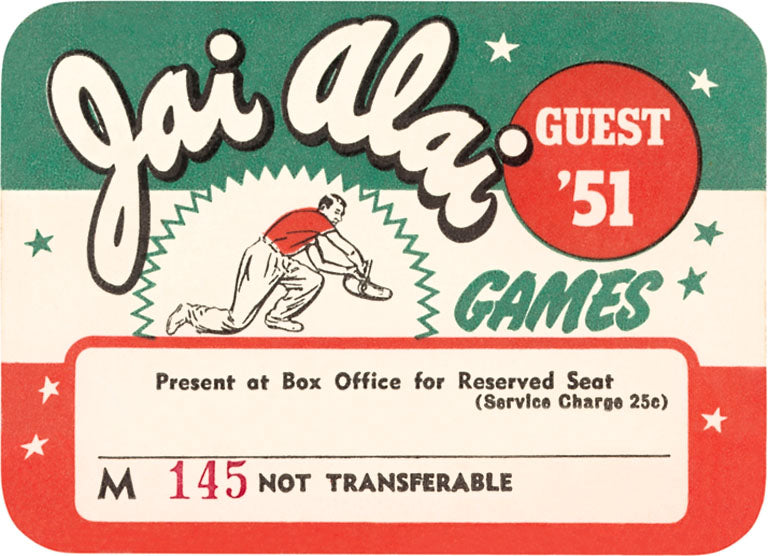 Jai Alai
GUEST
'51
GAMES
Present at Box Office for Reserved Seat
(Service Charge 25c)
M 145 NOT TRANSFERABLE